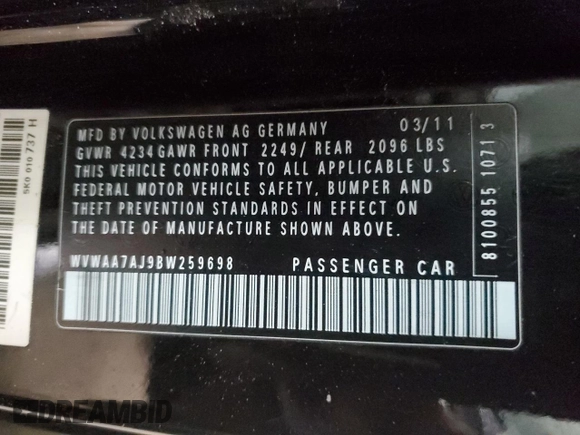 MFD BY VOLKSWAGEN AG GERMANY 03/11
GVWR 4234 GAWR FRONT 2249/ REAR 2096 LBS
THIS VEHICLE CONFORMS TO ALL APPLICABLE U.S.
FEDERAL MOTOR VEHICLE SAFETY, BUMPER AND
THEFT PREVENTION STANDARDS IN EFFECT ON
THE DATE OF MANUFACTURE SHOWN ABOVE.
WVWAA7AJ9BW259698 PASSENGER CAR
8100855 1071 3
5K0 010 737 H
DREAMBID